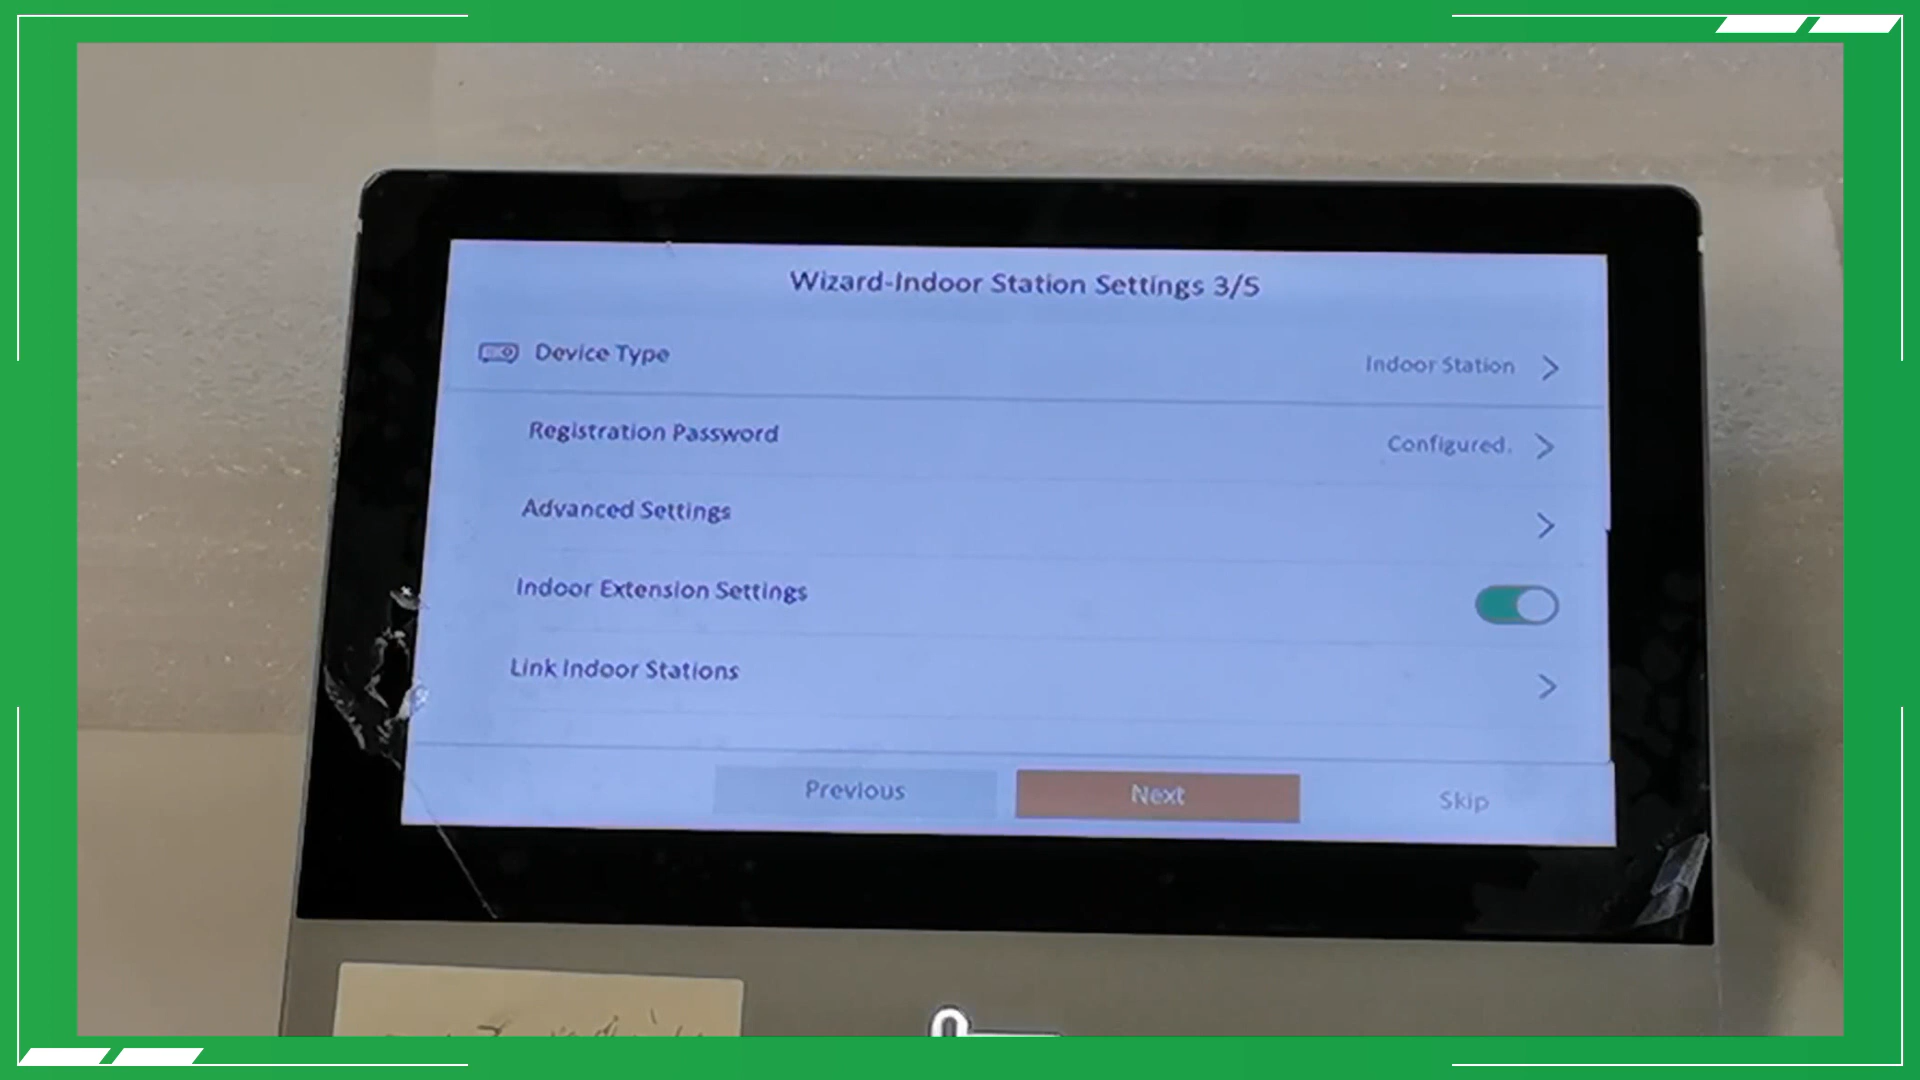 Wizard-Indoor Station Settings 3/5
Device Type
Indoor Station
Registration Password
Configured.
Advanced Settings
Indoor Extension Settings
Link Indoor Stations
Previous
Next
Skip